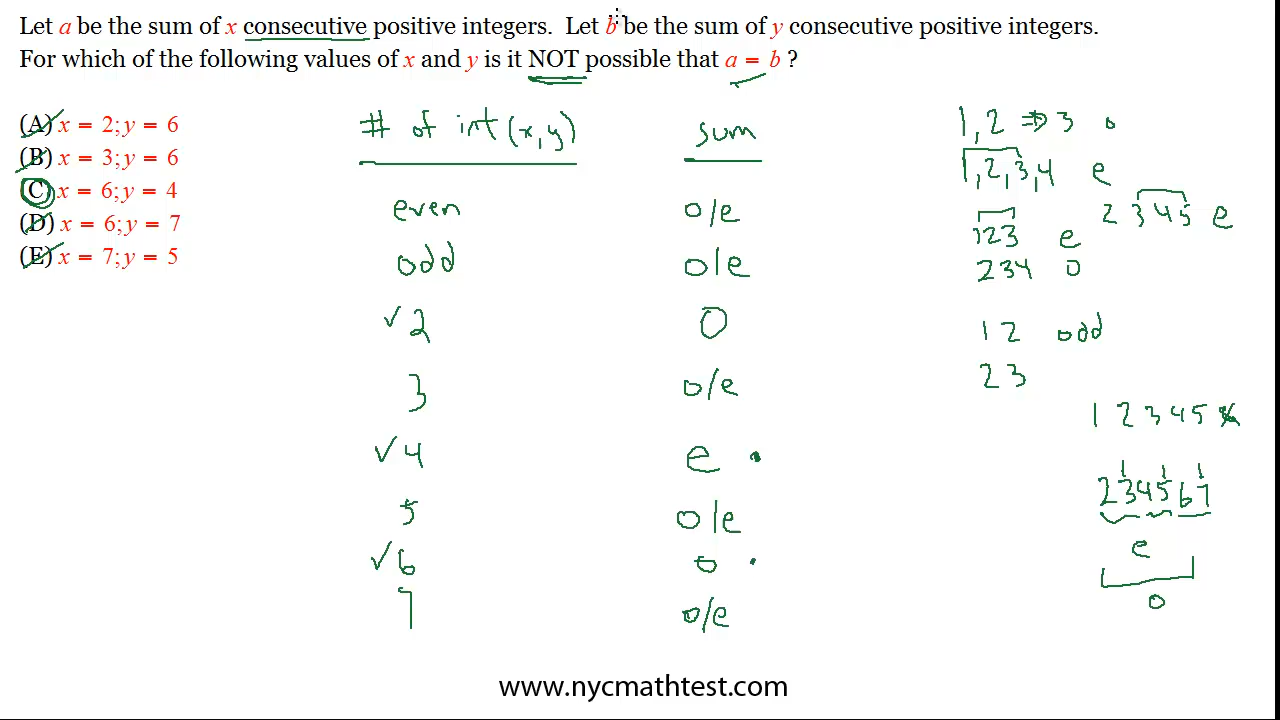 Let a be the sum of x consecutive positive integers. Let b be the sum of y consecutive positive integers.
For which of the following values of x and y is it NOT possible that a = b ?
(A) x = 2; y = 6
(B) x = 3; y = 6
(C) x = 6; y = 4
(D) x = 6; y = 7
(E) x = 7; y = 5
# of int (x,y) sum
even o/e
odd o/e
✓2 O
3 o/e
✓4 e
5 o/e
✓6 o
7 o/e
1, 2 ⇒ 3 o
1, 2, 3, 4 e
2 3 4 5 e
1 2 3 e
2 3 4 o
1 2 odd
2 3
1 2 3 4 5
1 1 1
2 3 4 5 6 7
e
o
www.nycmathtest.com